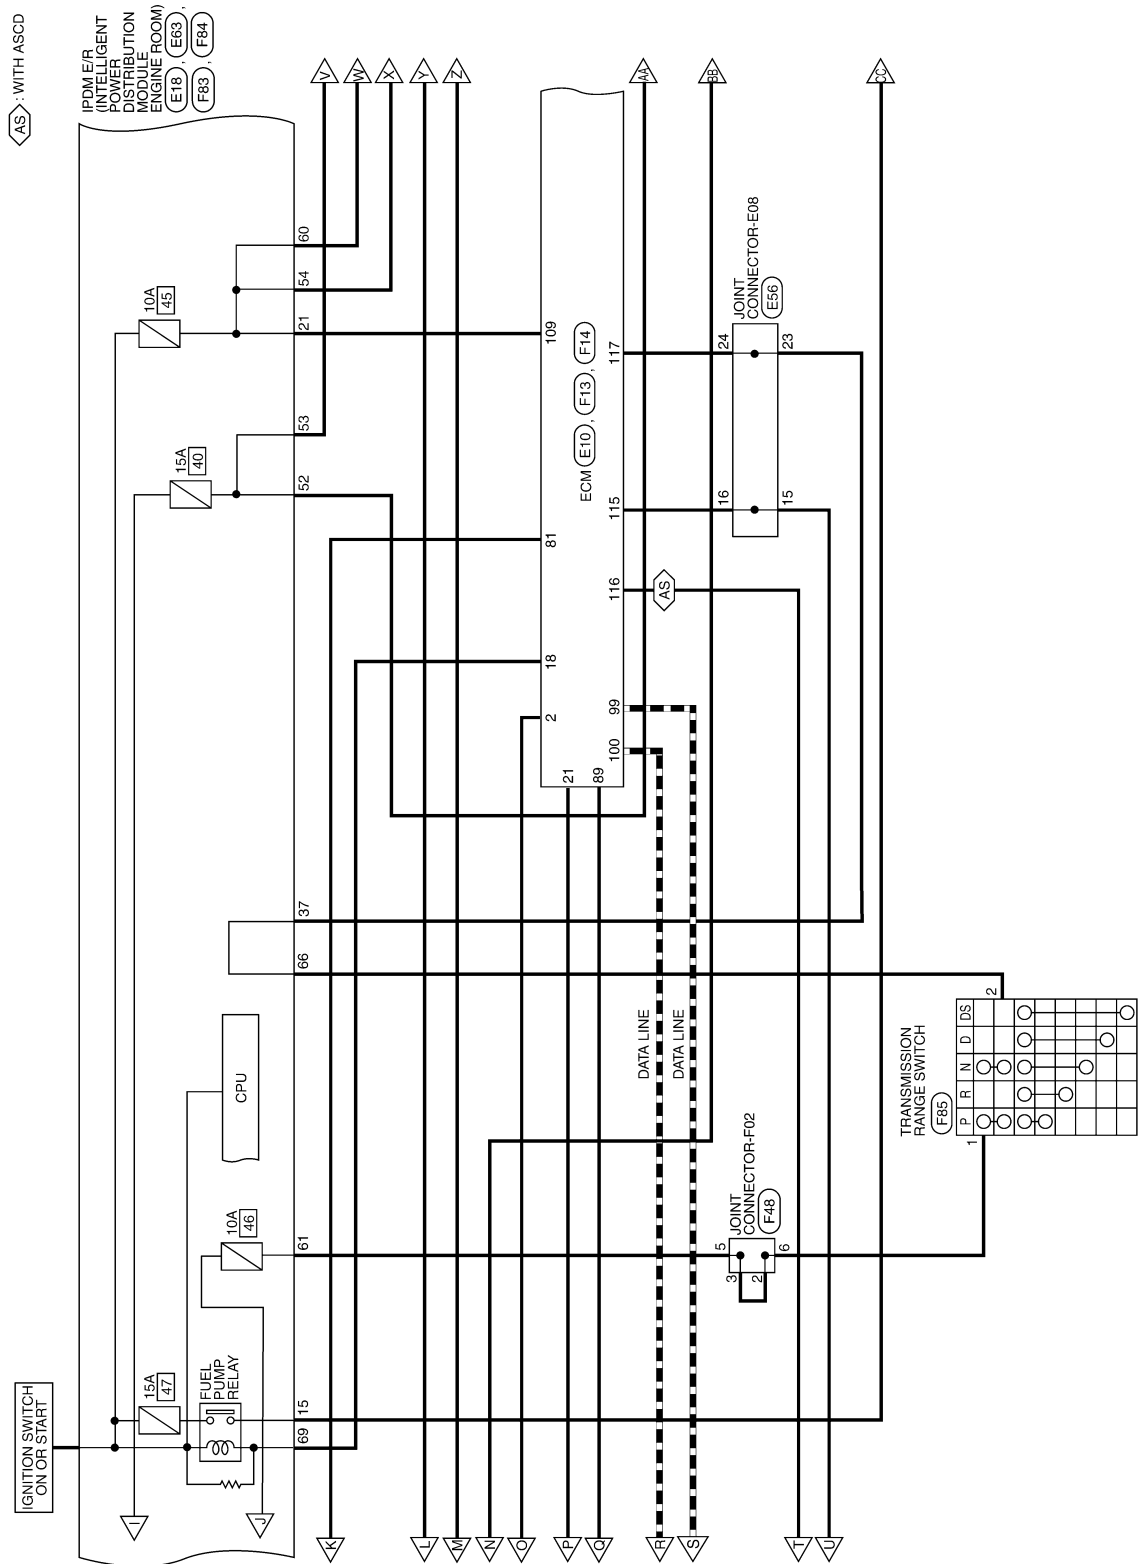 AS : WITH ASCD
IPDM E/R
(INTELLIGENT
POWER
DISTRIBUTION
MODULE
ENGINE ROOM)
E18 , E63 ,
F83 , F84
V
W
X
Y
Z
AA
BB
CC
60
54
21
53
52
10A
45
15A
40
109
81
18
2
21
89
ECM E10 , F13 , F14
117
115
116
99
100
AS
JOINT
CONNECTOR-E08
E56
24
23
16
15
37
66
DATA LINE
DATA LINE
CPU
TRANSMISSION
RANGE SWITCH
F85
P R N D DS
1
2
JOINT
CONNECTOR-F02
F48
5
6
3
2
10A
46
61
IGNITION SWITCH
ON OR START
15A
47
FUEL
PUMP
RELAY
15
69
I
J
K
L
M
N
O
P
Q
R
S
T
U